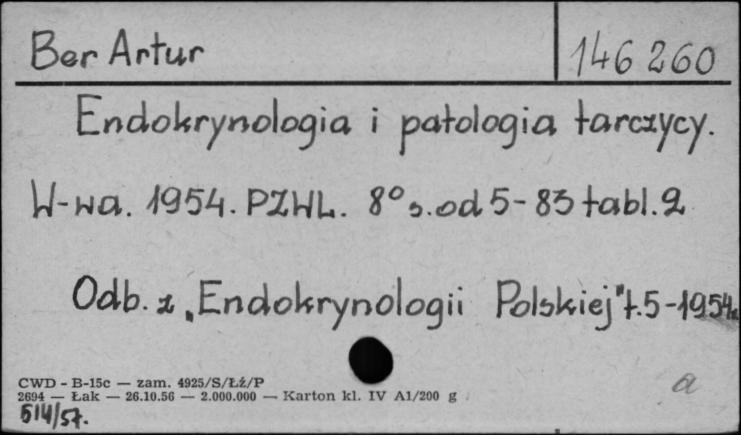 Ber Artur
146 260
Endokrynologia i patologia tarczycy.
W-wa. 1954. PZWL. 8° s. od 5-83 tabl. 2
Odb. z „Endokrynologii Polskiej" t. 5-1954.
a
CWD - B-15c — zam. 4925/S/Łź/P
2694 — Łak — 26.10.56 — 2.000.000 — Karton kl. IV A1/200 g
514/57.